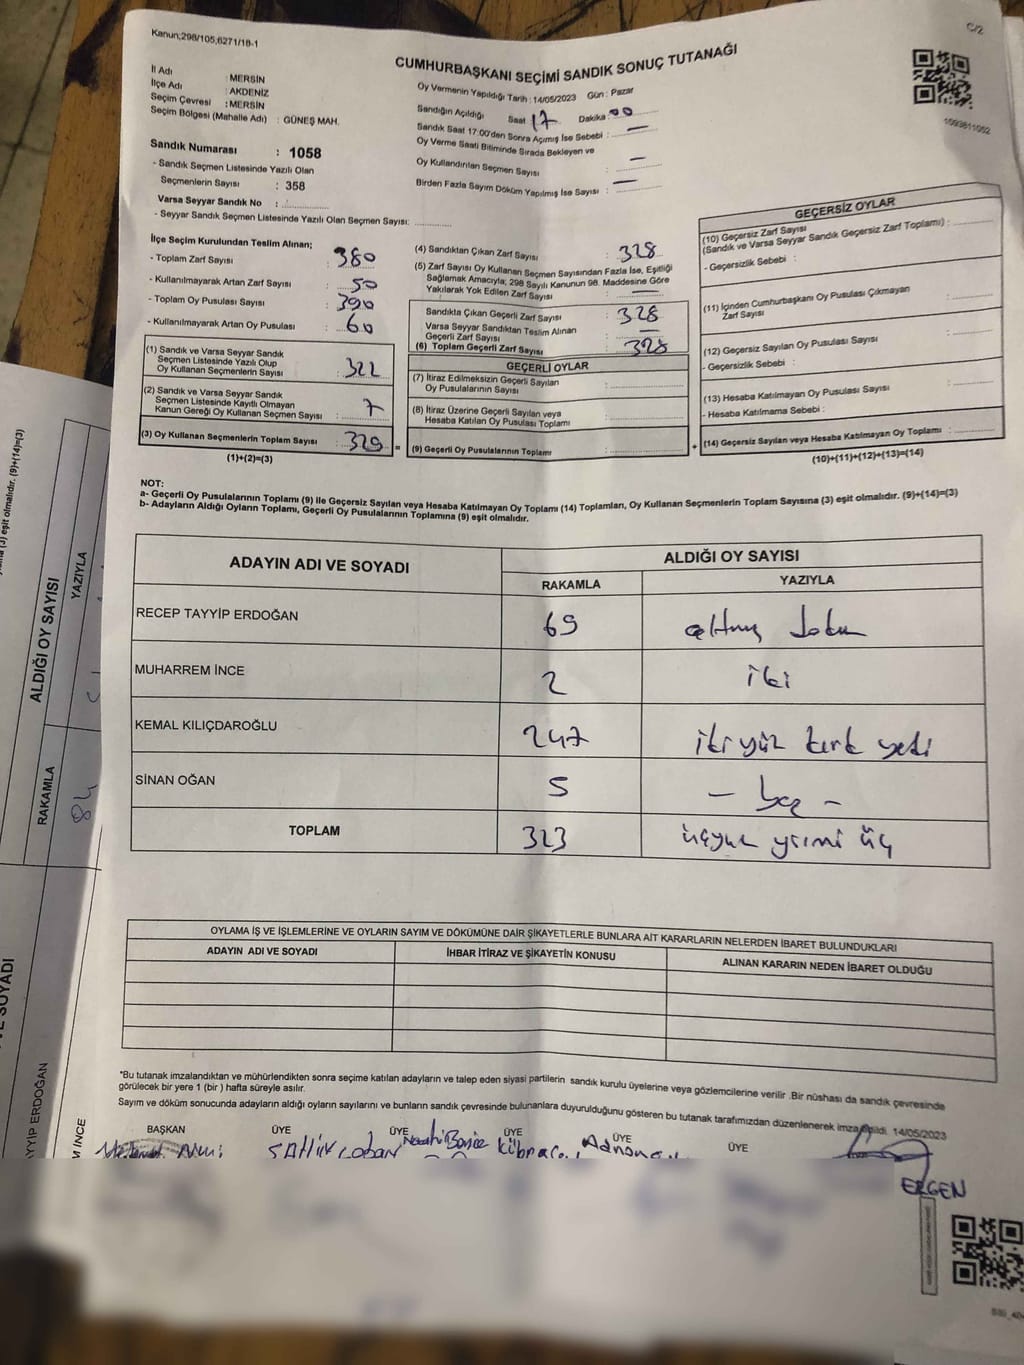 Kanun;298/105,6271/18-1
C/2
CUMHURBAŞKANI SEÇİMİ SANDIK SONUÇ TUTANAĞI
İl Adı : MERSİN
İlçe Adı : AKDENİZ
Seçim Çevresi : MERSİN
Seçim Bölgesi (Mahalle Adı) : GÜNEŞ MAH.
Sandık Numarası : 1058
- Sandık Seçmen Listesinde Yazılı Olan
Seçmenlerin Sayısı : 358
Varsa Seyyar Sandık No :
- Seyyar Sandık Seçmen Listesinde Yazılı Olan Seçmen Sayısı:
Oy Vermenin Yapıldığı Tarih : 14/05/2023 Gün : Pazar
Sandığın Açıldığı Saat 17 Dakika 00
Sandık Saat 17:00'den Sonra Açımış İse Sebebi : —
Oy Verme Saati Bitiminde Sırada Bekleyen ve
Oy Kullandırılan Seçmen Sayısı : —
Birden Fazla Sayım Döküm Yapılmış İse Sayısı : —
1093811052
İlçe Seçim Kurulundan Teslim Alınan;
- Toplam Zarf Sayısı : 380
- Kullanılmayarak Artan Zarf Sayısı : 50
- Toplam Oy Pusulası Sayısı : 390
- Kullanılmayarak Artan Oy Pusulası : 60
(1) Sandık ve Varsa Seyyar Sandık
Seçmen Listesinde Yazılı Olup
Oy Kullanan Seçmenlerin Sayısı : 322
(2) Sandık ve Varsa Seyyar Sandık
Seçmen Listesinde Kayıtlı Olmayan
Kanun Gereği Oy Kullanan Seçmen Sayısı : 7
(3) Oy Kullanan Seçmenlerin Toplam Sayısı : 329
(1)+(2)=(3)
(4) Sandıktan Çıkan Zarf Sayısı : 328
(5) Zarf Sayısı Oy Kullanan Seçmen Sayısından Fazla İse, Eşitliği
Sağlamak Amacıyla, 298 Sayılı Kanunun 98. Maddesine Göre
Yakılarak Yok Edilen Zarf Sayısı : —
Sandıkta Çıkan Geçerli Zarf Sayısı : 328
Varsa Seyyar Sandıktan Teslim Alınan
Geçerli Zarf Sayısı : —
(6) Toplam Geçerli Zarf Sayısı : 328
GEÇERLİ OYLAR
(7) İtiraz Edilmeksizin Geçerli Sayılan
Oy Pusulalarının Sayısı :
(8) İtiraz Üzerine Geçerli Sayılan veya
Hesaba Katılan Oy Pusulası Toplamı :
= (9) Geçerli Oy Pusulalarının Toplamı :
GEÇERSİZ OYLAR
(10) Geçersiz Zarf Sayısı
(Sandık ve Varsa Seyyar Sandık Geçersiz Zarf Toplamı) :
- Geçersizlik Sebebi :
(11) İçinden Cumhurbaşkanı Oy Pusulası Çıkmayan
Zarf Sayısı :
(12) Geçersiz Sayılan Oy Pusulası Sayısı :
- Geçersizlik Sebebi :
(13) Hesaba Katılmayan Oy Pusulası Sayısı :
- Hesaba Katılmama Sebebi :
+ (14) Geçersiz Sayılan veya Hesaba Katılmayan Oy Toplamı :
(10)+(11)+(12)+(13)=(14)
NOT:
a- Geçerli Oy Pusulalarının Toplamı (9) ile Geçersiz Sayılan veya Hesaba Katılmayan Oy Toplamı (14) Toplamları, Oy Kullanan Seçmenlerin Toplam Sayısına (3) eşit olmalıdır. (9)+(14)=(3)
b- Adayların Aldığı Oyların Toplamı, Geçerli Oy Pusulalarının Toplamına (9) eşit olmalıdır.
ADAYIN ADI VE SOYADI
ALDIĞI OY SAYISI
RAKAMLA YAZIYLA
RECEP TAYYİP ERDOĞAN 69 altmış dokuz
MUHARREM İNCE 2 iki
KEMAL KILIÇDAROĞLU 247 ikiyüz kırk yedi
SİNAN OĞAN 5 – beş –
TOPLAM 323 üçyüz yirmi üç
OYLAMA İŞ VE İŞLEMLERİNE VE OYLARIN SAYIM VE DÖKÜMÜNE DAİR ŞİKAYETLERLE BUNLARA AİT KARARLARIN NELERDEN İBARET BULUNDUKLARI
ADAYIN ADI VE SOYADI İHBAR İTİRAZ VE ŞİKAYETİN KONUSU ALINAN KARARIN NEDEN İBARET OLDUĞU
*Bu tutanak imzalandıktan ve mühürlendikten sonra seçime katılan adayların ve talep eden siyasi partilerin sandık kurulu üyelerine veya gözlemcilerine verilir .Bir nüshası da sandık çevresinde
görülecek bir yere 1 (bir ) hafta süreyle asılır.
Sayım ve döküm sonucunda adayların aldığı oyların sayılarını ve bunların sandık çevresinde bulunanlara duyurulduğunu gösteren bu tutanak tarafımızdan düzenlenerek imza edildi. 14/05/2023
BAŞKAN ÜYE ÜYE ÜYE ÜYE ÜYE
ERGEN
eşit olmalıdır. (9)+(14)=(3)
ALDIĞI OY SAYISI
YAZIYLA
RAKAMLA
84
VE SOYADI
YYİP ERDOĞAN
M İNCE